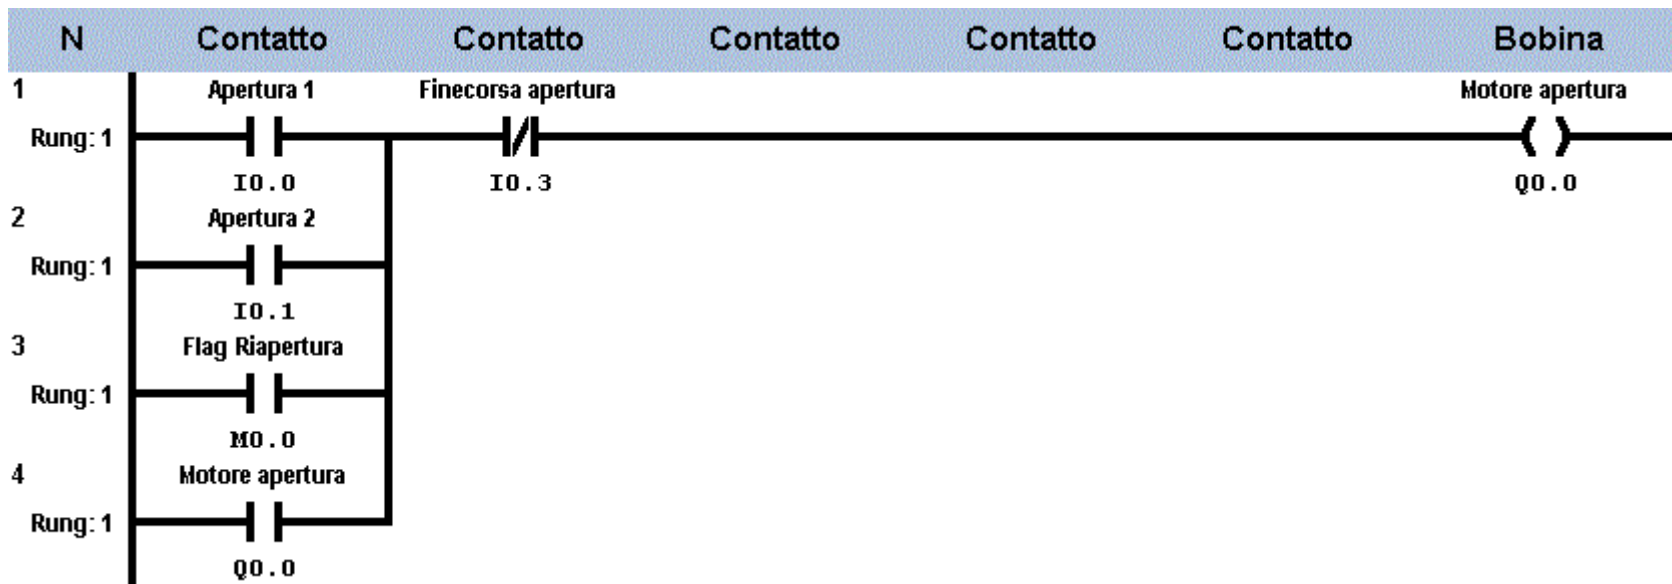 N Contatto Contatto Contatto Contatto Contatto Bobina
1 Apertura 1 Finecorsa apertura Motore apertura
Rung: 1
I0.0 I0.3 Q0.0
2 Apertura 2
Rung: 1
I0.1
3 Flag Riapertura
Rung: 1
M0.0
4 Motore apertura
Rung: 1
Q0.0